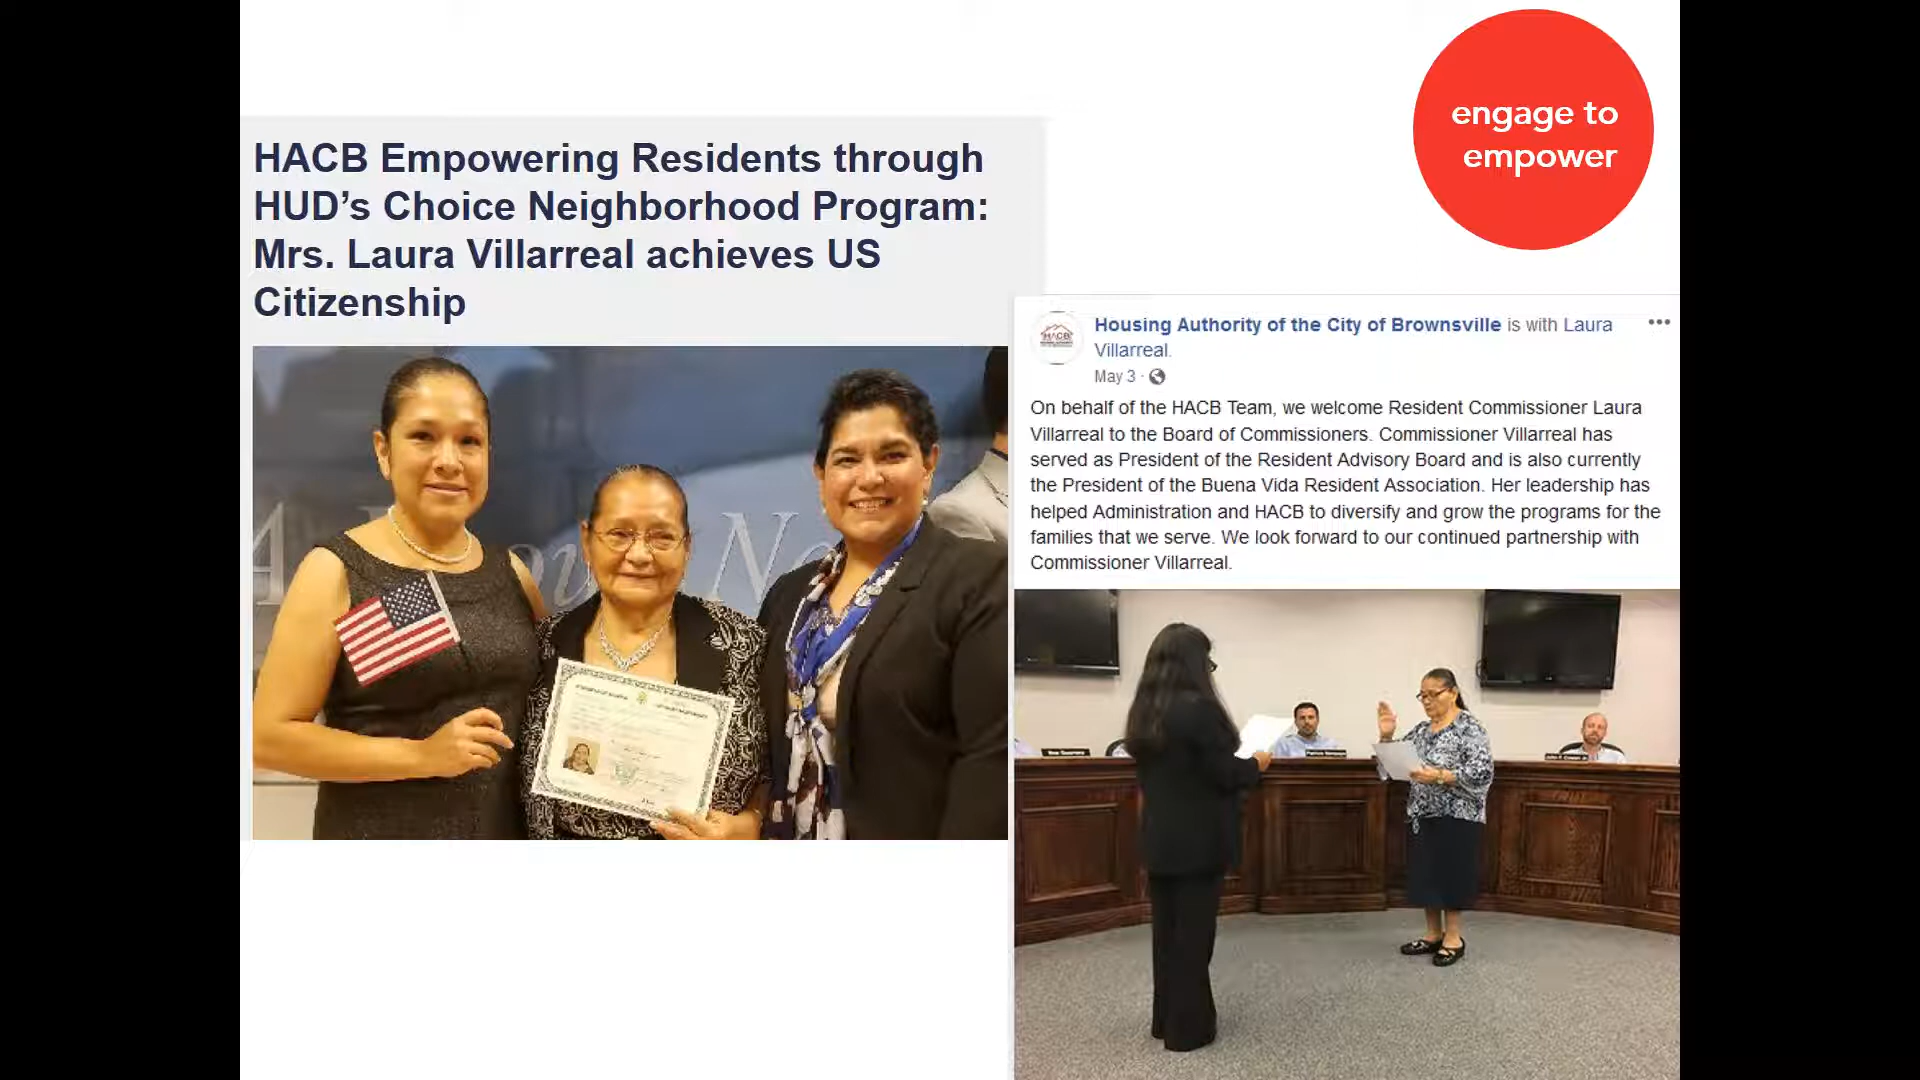 engage to
empower
HACB Empowering Residents through
HUD’s Choice Neighborhood Program:
Mrs. Laura Villarreal achieves US
Citizenship
HACB
Housing Authority of the City of Brownsville is with Laura
Villarreal.
May 3 ·
On behalf of the HACB Team, we welcome Resident Commissioner Laura
Villarreal to the Board of Commissioners. Commissioner Villarreal has
served as President of the Resident Advisory Board and is also currently
the President of the Buena Vida Resident Association. Her leadership has
helped Administration and HACB to diversify and grow the programs for the
families that we serve. We look forward to our continued partnership with
Commissioner Villarreal.